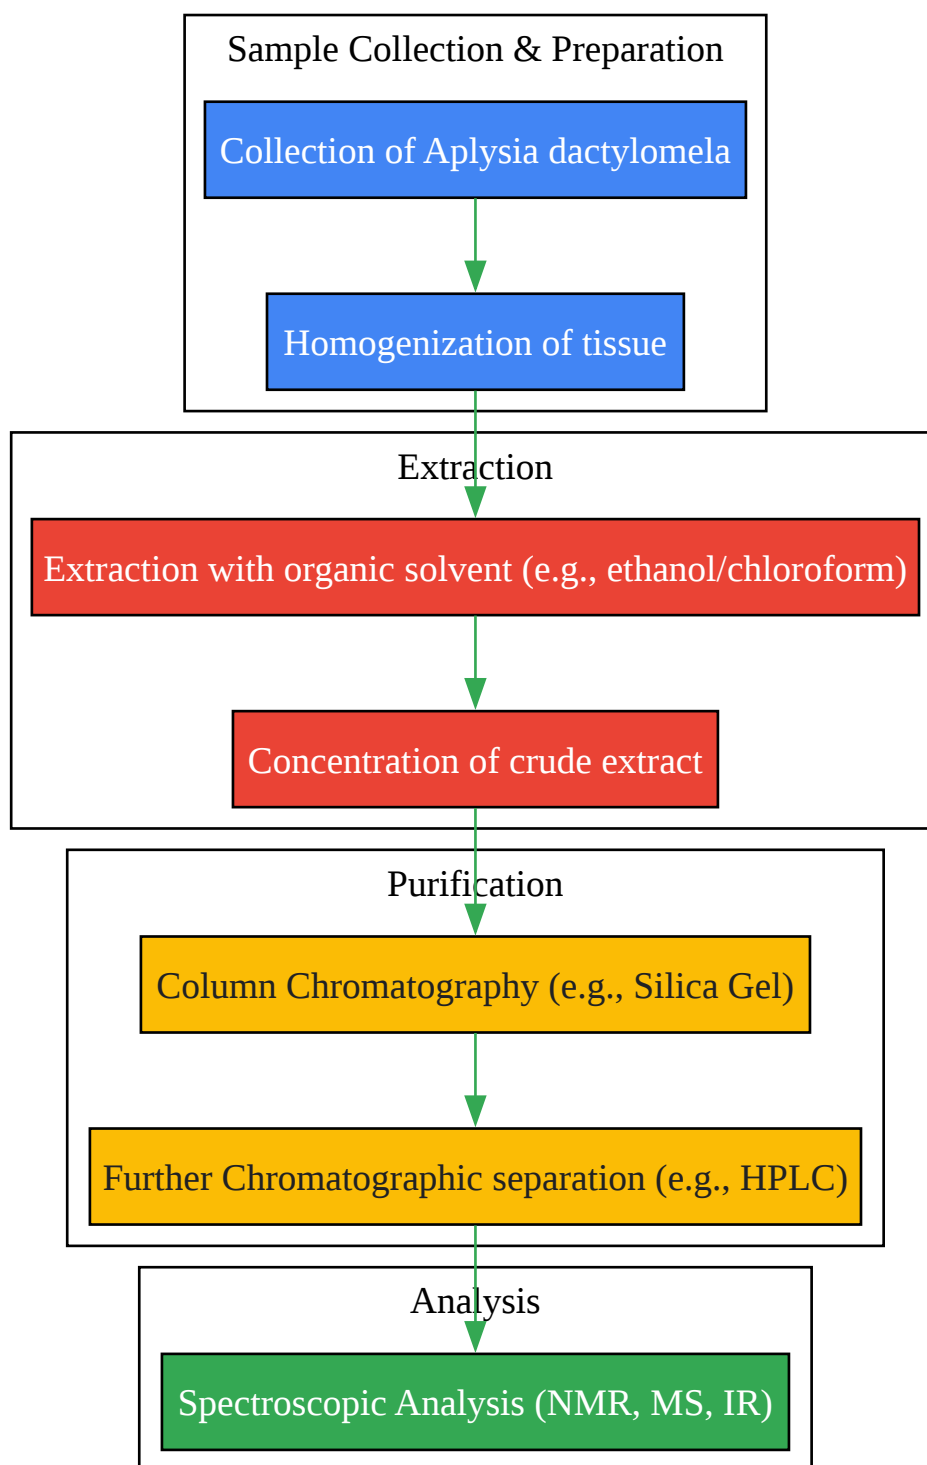 Sample Collection & Preparation
Collection of Aplysia dactylomela
Homogenization of tissue
Extraction
Extraction with organic solvent (e.g., ethanol/chloroform)
Concentration of crude extract
Purification
Column Chromatography (e.g., Silica Gel)
Further Chromatographic separation (e.g., HPLC)
Analysis
Spectroscopic Analysis (NMR, MS, IR)